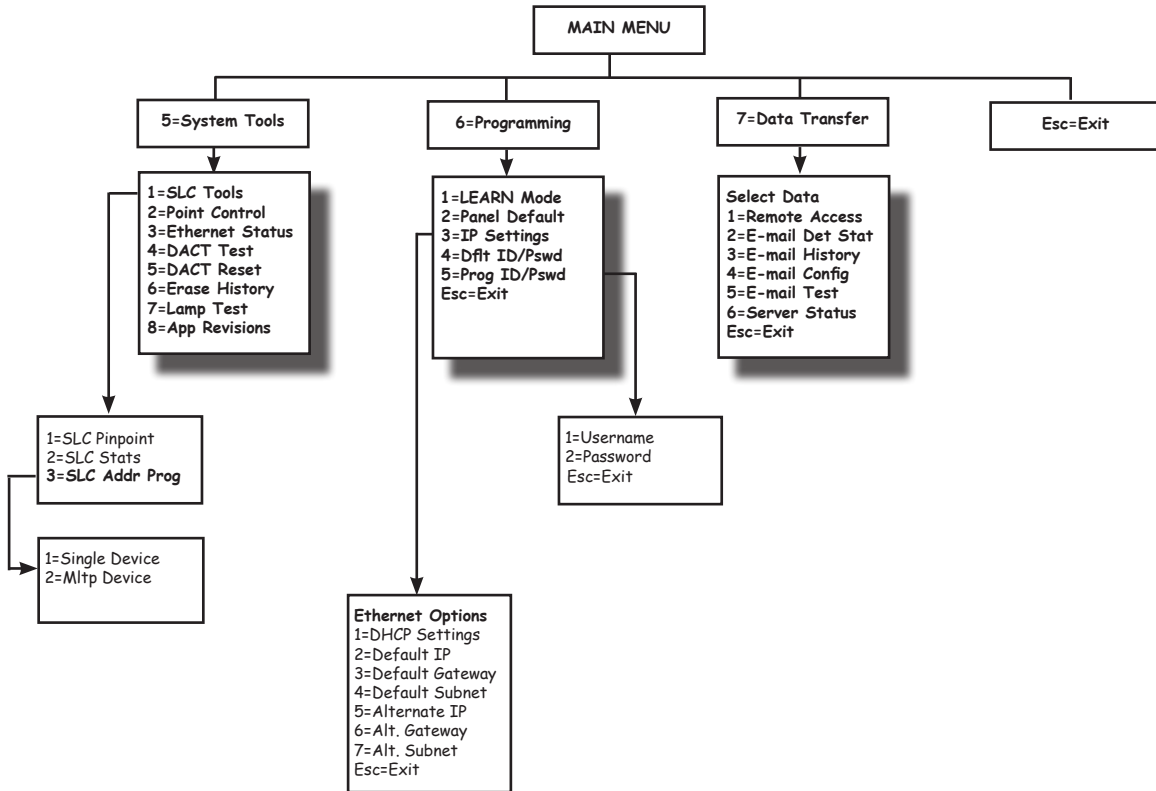 MAIN MENU
5=System Tools
6=Programming
7=Data Transfer
Esc=Exit
1=SLC Tools
2=Point Control
3=Ethernet Status
4=DACT Test
5=DACT Reset
6=Erase History
7=Lamp Test
8=App Revisions
1=LEARN Mode
2=Panel Default
3=IP Settings
4=Dflt ID/Pswd
5=Prog ID/Pswd
Esc=Exit
Select Data
1=Remote Access
2=E-mail Det Stat
3=E-mail History
4=E-mail Config
5=E-mail Test
6=Server Status
Esc=Exit
1=SLC Pinpoint
2=SLC Stats
3=SLC Addr Prog
1=Username
2=Password
Esc=Exit
1=Single Device
2=Mltp Device
Ethernet Options
1=DHCP Settings
2=Default IP
3=Default Gateway
4=Default Subnet
5=Alternate IP
6=Alt. Gateway
7=Alt. Subnet
Esc=Exit